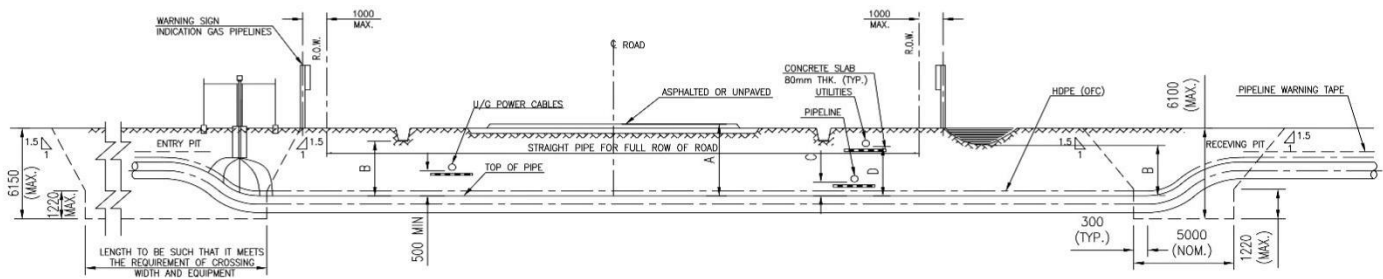 WARNING SIGN
INDICATION GAS PIPELINES
1000
MAX.
R.O.W.
℄ ROAD
1000
MAX.
R.O.W.
CONCRETE SLAB
80mm THK. (TYP.)
UTILITIES
PIPELINE
HDPE (OFC)
6100
(MAX.)
PIPELINE WARNING TAPE
U/G POWER CABLES
ASPHALTED OR UNPAVED
1.5
1
ENTRY PIT
1.5
1
STRAIGHT PIPE FOR FULL ROW OF ROAD
1.5
1
RECEVING PIT
1.5
1
B
TOP OF PIPE
A
C
D
B
6150
(MAX.)
1220
MAX.
500 MIN
300
(TYP.)
5000
(NOM.)
1220
(MAX.)
LENGTH TO BE SUCH THAT IT MEETS
THE REQUIREMENT OF CROSSING
WIDTH AND EQUIPMENT